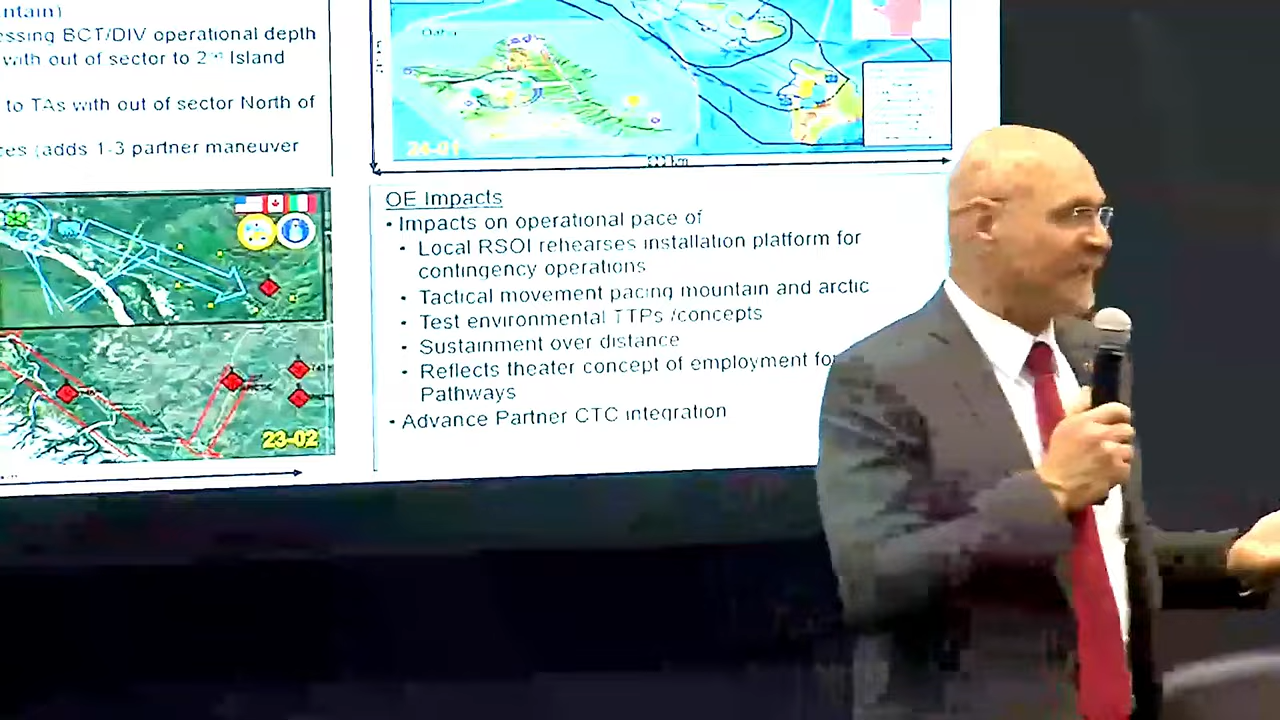 ntain)
essing BCT/DIV operational depth
with out of sector to 2nd Island
to TAs with out of sector North of
ces (adds 1-3 partner maneuver
24-01
km
OE Impacts
• Impacts on operational pace of
• Local RSOI rehearses installation platform for
contingency operations
• Tactical movement pacing mountain and arctic
• Test environmental TTPs /concepts
• Sustainment over distance
• Reflects theater concept of employment for
Pathways
• Advance Partner CTC integration
23-02